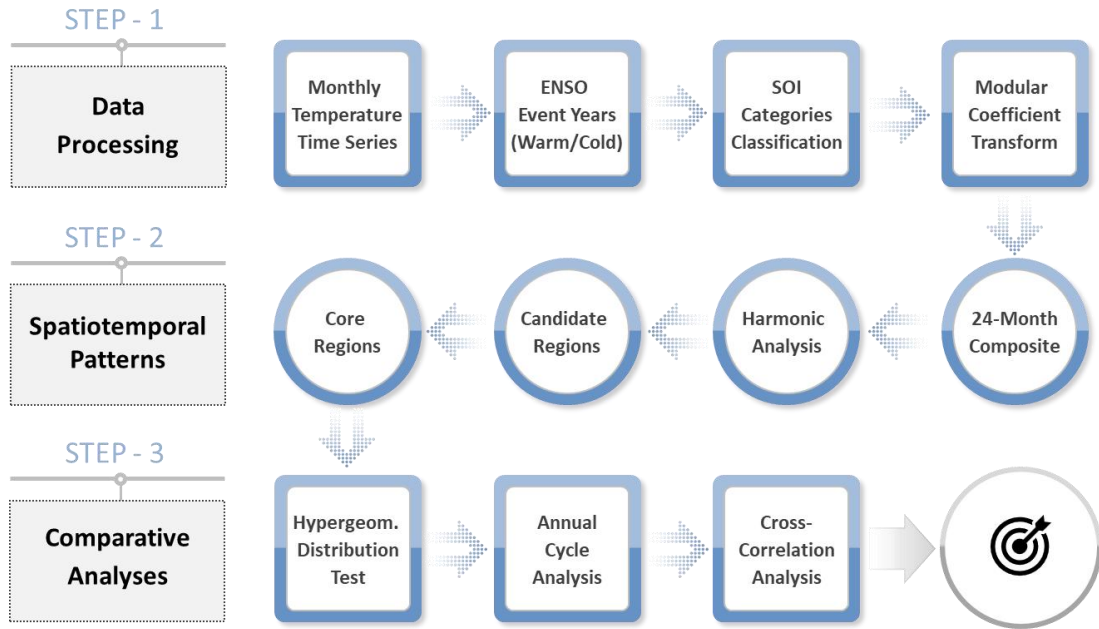 STEP - 1
Data
Processing
Monthly
Temperature
Time Series
ENSO
Event Years
(Warm/Cold)
SOI
Categories
Classification
Modular
Coefficient
Transform
STEP - 2
Spatiotemporal
Patterns
Core
Regions
Candidate
Regions
Harmonic
Analysis
24-Month
Composite
STEP - 3
Comparative
Analyses
Hypergeom.
Distribution
Test
Annual
Cycle
Analysis
Cross-
Correlation
Analysis